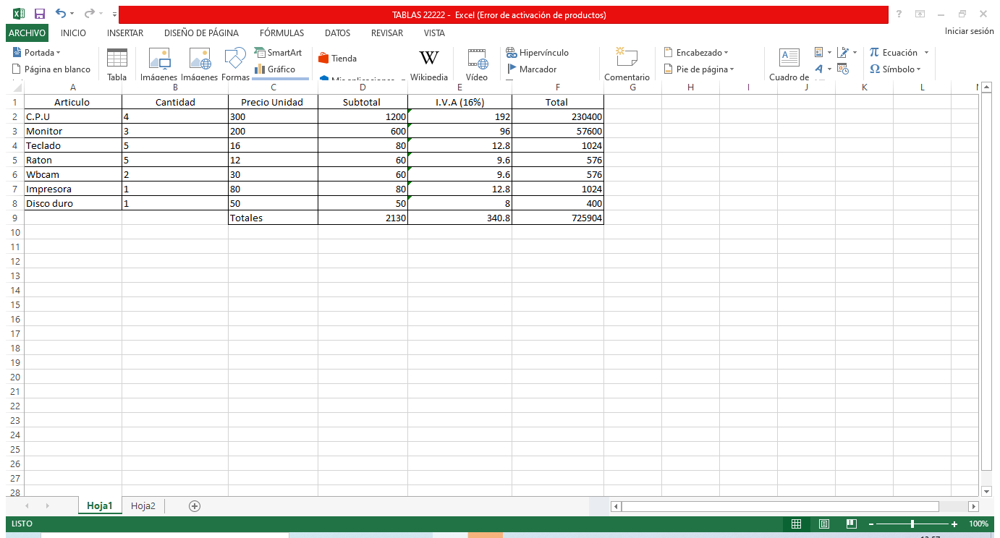 TABLAS 22222 - Excel (Error de activación de productos)
ARCHIVO INICIO INSERTAR DISEÑO DE PÁGINA FÓRMULAS DATOS REVISAR VISTA Iniciar sesión
Portada SmartArt Tienda Hipervínculo Encabezado Ecuación
Página en blanco Gráfico Marcador Pie de página Símbolo
Tabla Imágenes Imágenes Formas Mis aplicaciones Wikipedia Vídeo Comentario Cuadro de
A B C D E F G H I J K L
1 Articulo Cantidad Precio Unidad Subtotal I.V.A (16%) Total
2 C.P.U 4 300 1200 192 230400
3 Monitor 3 200 600 96 57600
4 Teclado 5 16 80 12.8 1024
5 Raton 5 12 60 9.6 576
6 Wbcam 2 30 60 9.6 576
7 Impresora 1 80 80 12.8 1024
8 Disco duro 1 50 50 8 400
9 Totales 2130 340.8 725904
10
11
12
13
14
15
16
17
18
19
20
21
22
23
24
25
26
27
28
Hoja1 Hoja2
LISTO 100%